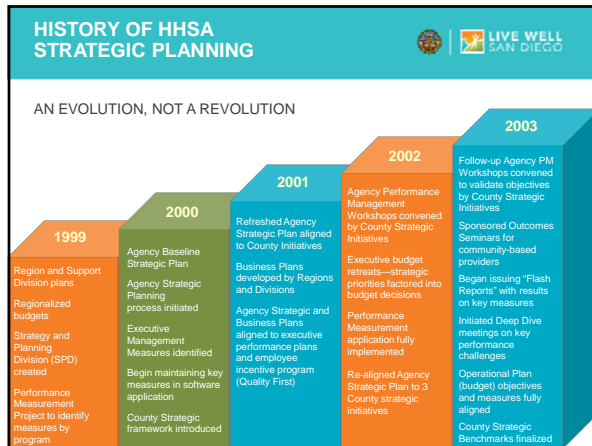 HISTORY OF HHSA
STRATEGIC PLANNING
LIVE WELL
SAN DIEGO
AN EVOLUTION, NOT A REVOLUTION
1999
Region and Support
Division plans
Regionalized
budgets
Strategy and
Planning
Division (SPD)
created
Performance
Measurement
Project to identify
measures by
program
2000
Agency Baseline
Strategic Plan
Agency Strategic
Planning
process initiated
Executive
Management
Measures identified
Begin maintaining key
measures in software
application
County Strategic
framework introduced
2001
Refreshed Agency
Strategic Plan aligned
to County Initiatives
Business Plans
developed by Regions
and Divisions
Agency Strategic and
Business Plans
aligned to executive
performance plans
and employee
incentive program
(Quality First)
2002
Agency Performance
Management
Workshops convened
by County Strategic
Initiatives
Executive budget
retreats—strategic
priorities factored into
budget decisions
Performance
Measurement
application fully
implemented
Re-aligned Agency
Strategic Plan to 3
County strategic
initiatives
2003
Follow-up Agency PM
Workshops convened
to validate objectives
by County Strategic
Initiatives
Sponsored Outcomes
Seminars for
community-based
providers
Began issuing “Flash
Reports” with results
on key measures
Initiated Deep Dive
meetings on key
performance
challenges
Operational Plan
(budget) objectives
and measures fully
aligned
County Strategic
Benchmarks finalized